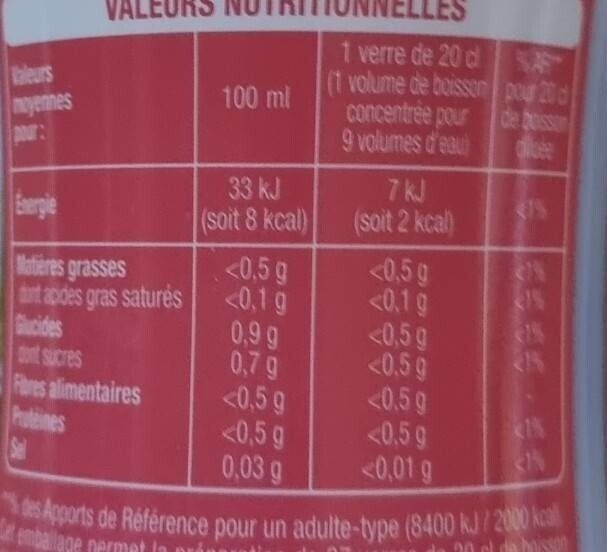 VALEURS NUTRITIONNELLES
Valeurs moyennes pour :
100 ml
1 verre de 20 cl
(1 volume de boisson
concentrée pour
9 volumes d'eau)
%AR**
pour 20 cl
de boisson
diluée
Énergie
33 kJ
(soit 8 kcal)
7 kJ
(soit 2 kcal)
<1%
Matières grasses <0,5 g <0,5 g <1%
dont acides gras saturés <0,1 g <0,1 g <1%
Glucides 0,9 g <0,5 g <1%
dont sucres 0,7 g <0,5 g <1%
Fibres alimentaires <0,5 g <0,5 g -
Protéines <0,5 g <0,5 g <1%
Sel 0,03 g <0,01 g <1%
des Apports de Référence pour un adulte-type (8400 kJ / 2000 kcal)
Cet emballage permet la